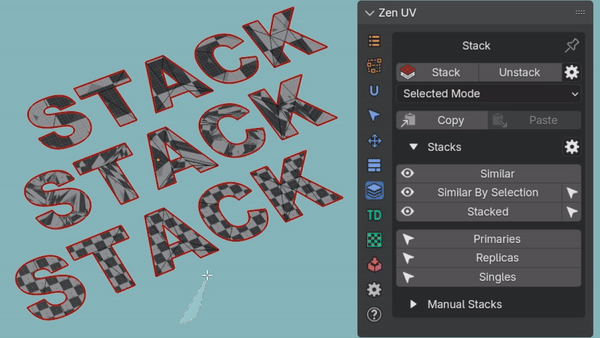 STACK
STACK
STACK
Zen UV
Stack
Stack Unstack
Selected Mode
Copy Paste
Stacks
Similar
Similar By Selection
Stacked
U
TD
Primaries
Replicas
Singles
Manual Stacks